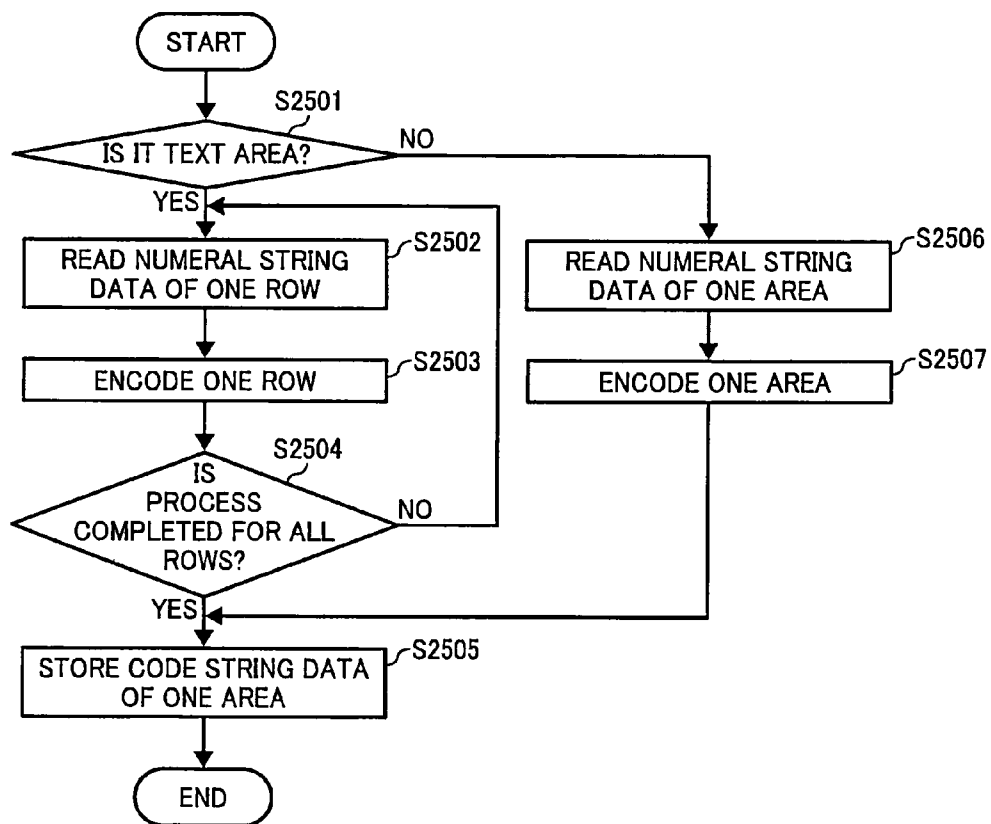 START
S2501
IS IT TEXT AREA?
NO
YES
READ NUMERAL STRING
DATA OF ONE ROW
S2502
READ NUMERAL STRING
DATA OF ONE AREA
S2506
ENCODE ONE ROW
S2503
ENCODE ONE AREA
S2507
S2504
IS
PROCESS
COMPLETED FOR ALL
ROWS?
NO
YES
STORE CODE STRING DATA
OF ONE AREA
S2505
END